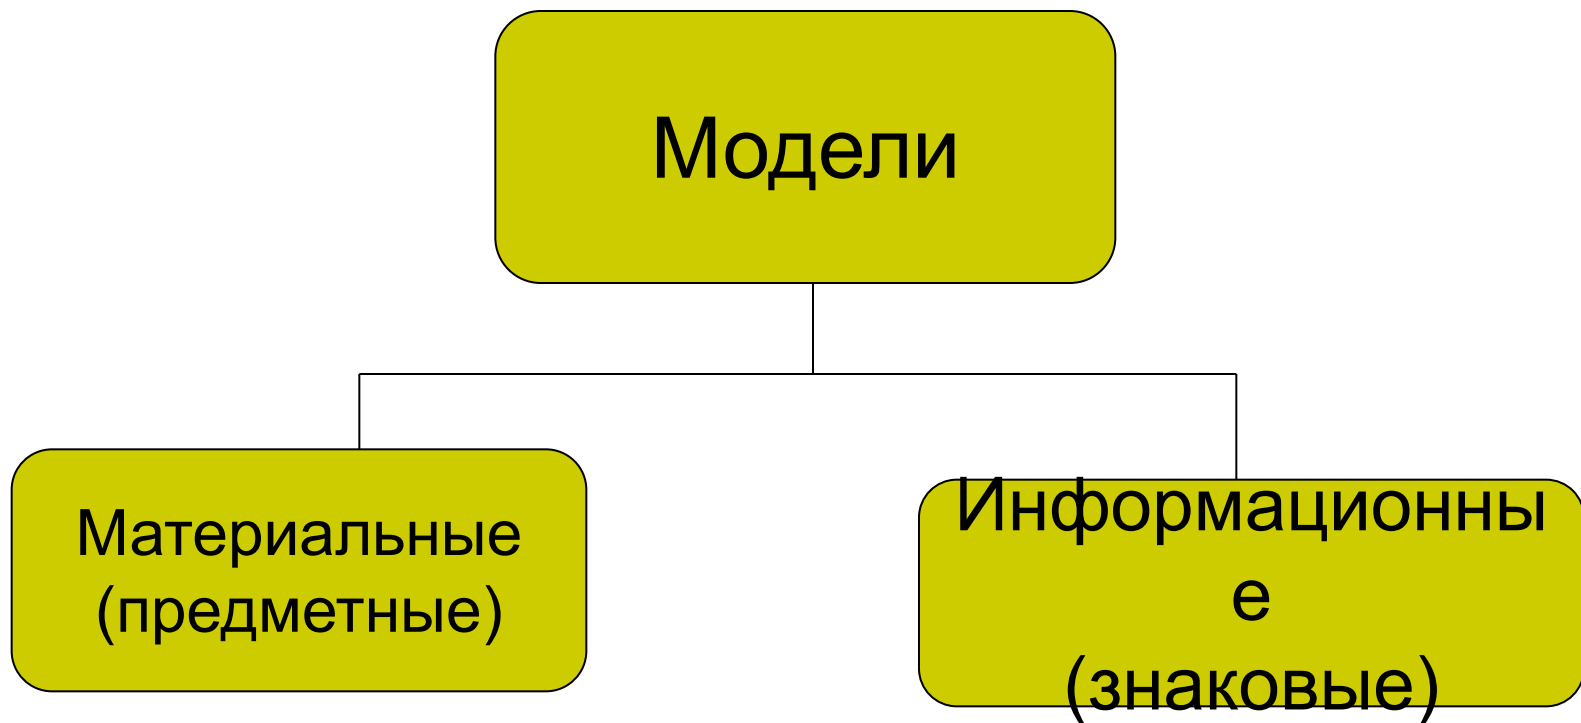 Модели
Материальные
(предметные)
Информационны
е
(знаковые)